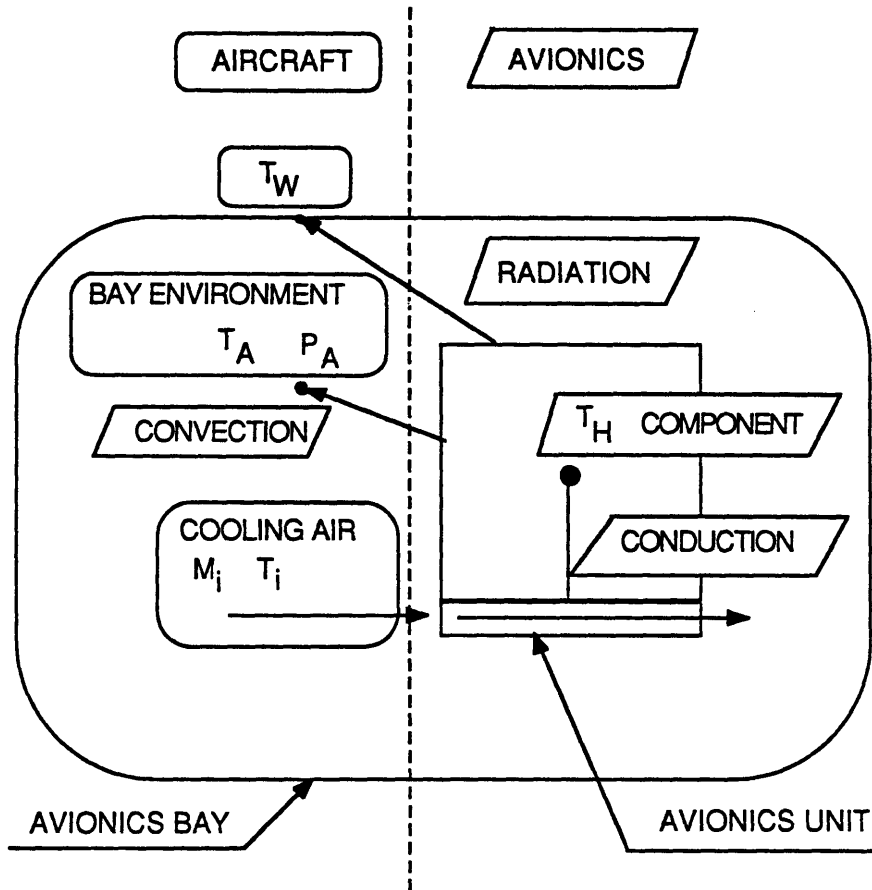 AIRCRAFT
AVIONICS
T_W
RADIATION
BAY ENVIRONMENT
T_A P_A
CONVECTION
T_H COMPONENT
COOLING AIR
M_i T_i
CONDUCTION
AVIONICS BAY
AVIONICS UNIT